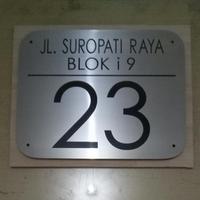 JL. SUROPATI RAYA
BLOK i 9
23